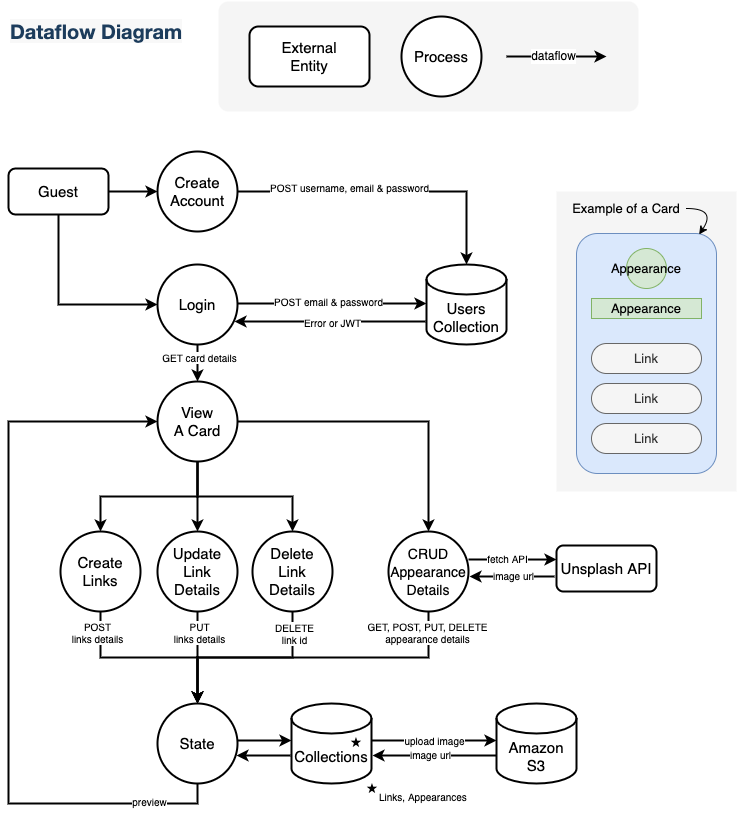 Dataflow Diagram
External
Entity
Process
dataflow
Guest
Create
Account
POST username, email & password
Example of a Card
Appearance
Appearance
Link
Link
Link
Login
POST email & password
Error or JWT
Users
Collection
GET card details
View
A Card
Create
Links
Update
Link
Details
Delete
Link
Details
CRUD
Appearance
Details
fetch API
image url
Unsplash API
POST
links details
PUT
links details
DELETE
link id
GET, POST, PUT, DELETE
appearance details
State
Collections
upload image
image url
Amazon
S3
Links, Appearances
preview